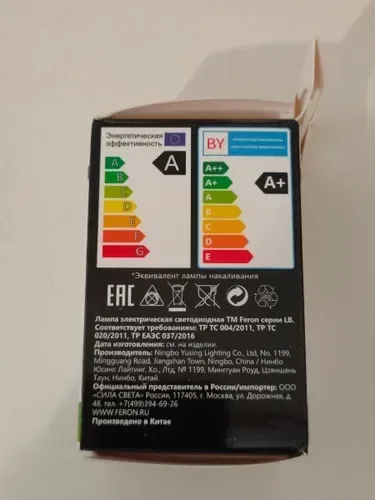 Энергетическая
эффективность
A
A
B
C
D
E
F
G
BY
A++
A+
A
B
C
D
E
A+
*Эквивалент лампы накаливания
EAC
Лампа электрическая светодиодная ТМ Feron серии LB.
Соответствует требованиям: ТР ТС 004/2011, ТР ТС
020/2011, ТР ЕАЭС 037/2016
Дата изготовления: см. на изделии.
Производитель: Ningbo Yusing Lighting Co., Ltd, No. 1199,
Mingguang Road, Jiangshan Town, Ningbo, China / Нинбо
Юсинг Лайтинг Ко., Лтд, № 1199, Мингуан Роуд, Цзяншань
Таун, Нинбо, Китай.
Официальный представитель в России/импортер: ООО
«СИЛА СВЕТА» Россия, 117405, г. Москва, ул. Дорожная, д.
48. тел. +7(499)394-69-26
WWW.FERON.RU
Произведено в Китае